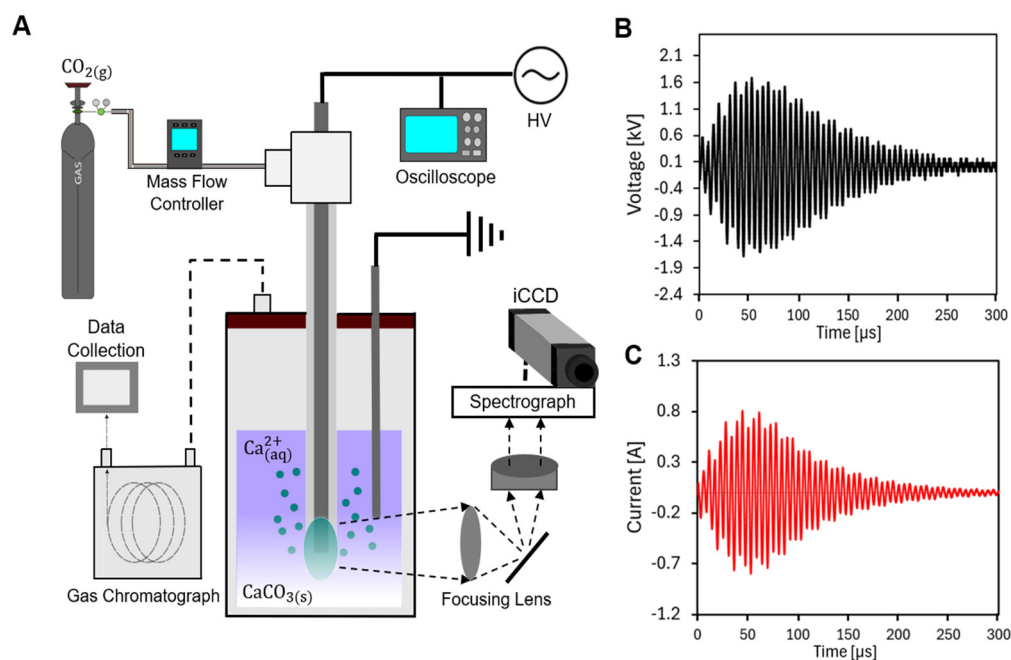 A
CO2(g)
GAS
Mass Flow
Controller
Oscilloscope
HV
Data
Collection
Gas Chromatograph
Ca2+(aq)
CaCO3(s)
iCCD
Spectrograph
Focusing Lens
B
Voltage [kV]
2.1
1.6
1.1
0.6
0.1
-0.4
-0.9
-1.4
-1.9
-2.4
0 50 100 150 200 250 300
Time [µs]
C
Current [A]
1.3
0.8
0.3
-0.2
-0.7
-1.2
0 50 100 150 200 250 300
Time [µs]